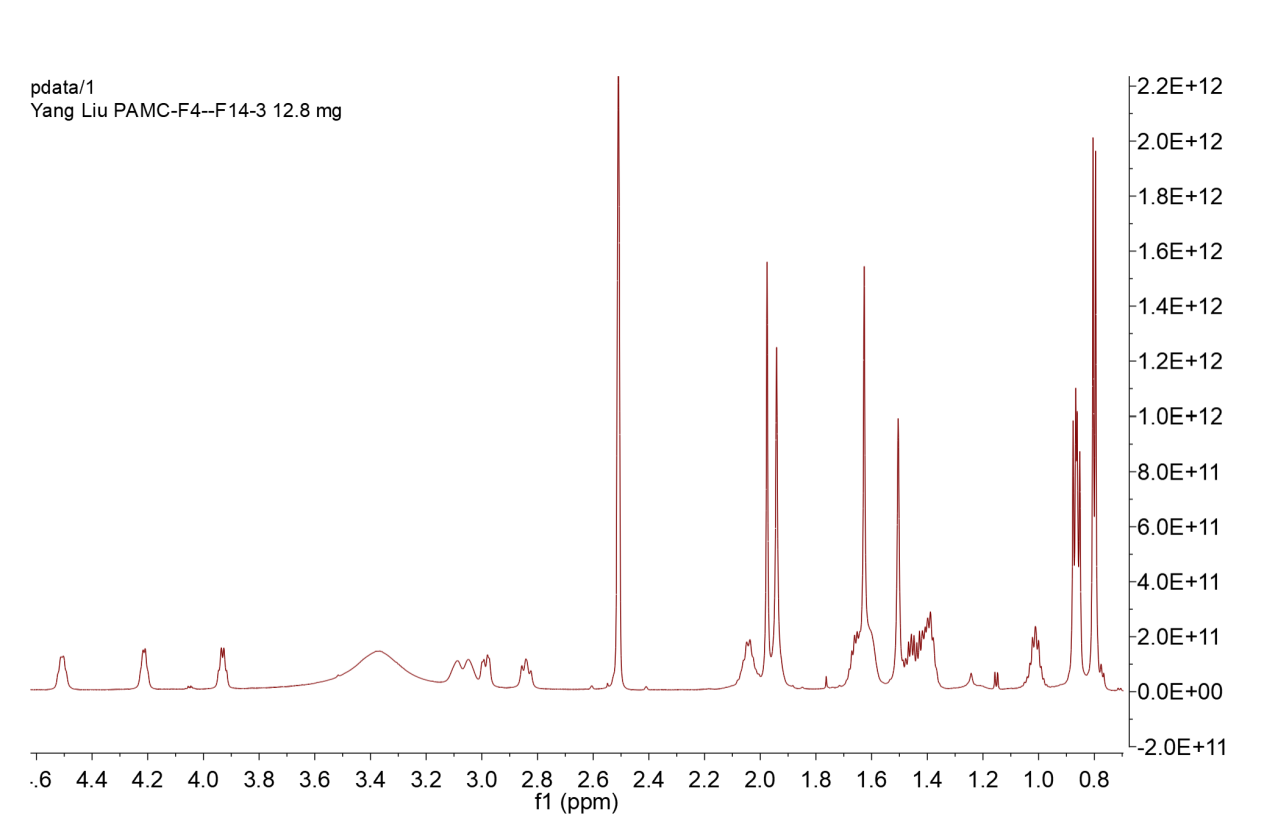 pdata/1
Yang Liu PAMC-F4--F14-3 12.8 mg
2.2E+12
2.0E+12
1.8E+12
1.6E+12
1.4E+12
1.2E+12
1.0E+12
8.0E+11
6.0E+11
4.0E+11
2.0E+11
0.0E+00
-2.0E+11
.6 4.4 4.2 4.0 3.8 3.6 3.4 3.2 3.0 2.8 2.6 2.4 2.2 2.0 1.8 1.6 1.4 1.2 1.0 0.8
f1 (ppm)